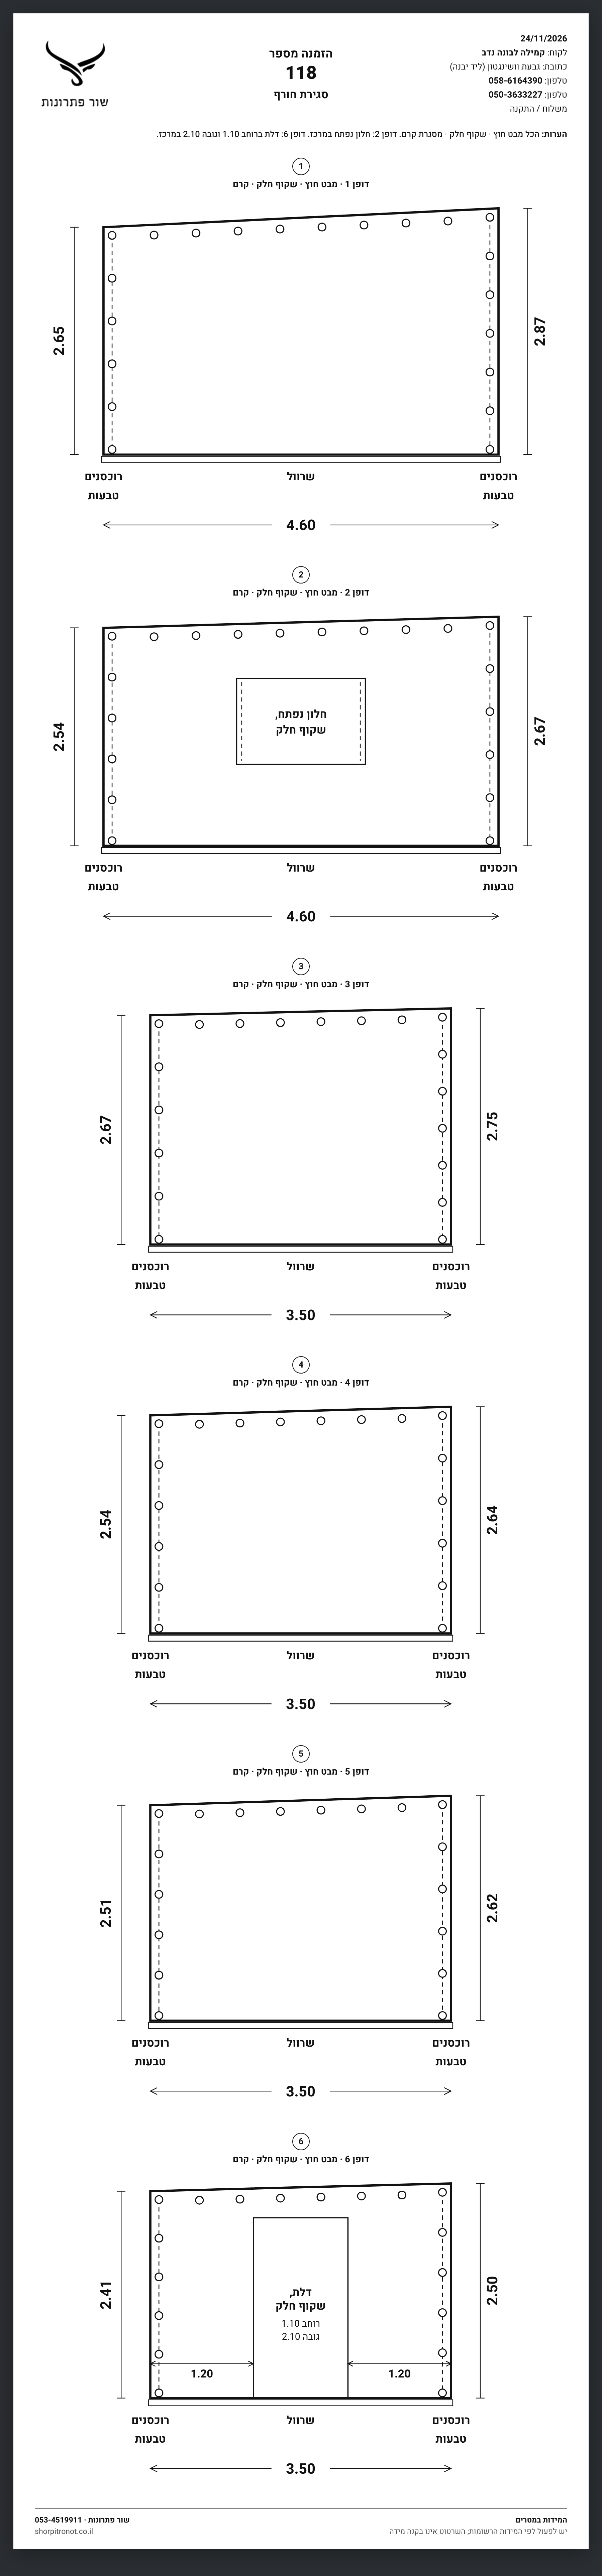 24/11/2026
לקוח: קמילה לבונה נדב
כתובת: גבעת וושינגטון (ליד יבנה)
טלפון: 058-6164390
טלפון: 050-3633227
משלוח / התקנה
הזמנה מספר
118
סגירת חורף
שור פתרונות
הערות: הכל מבט חוץ · שקוף חלק · מסגרת קרם. דופן 2: חלון נפתח במרכז. דופן 6: דלת ברוחב 1.10 וגובה 2.10 במרכז.
1
דופן 1 · מבט חוץ · שקוף חלק · קרם
2.87
2.65
רוכסנים שרוול רוכסנים
טבעות טבעות
4.60
2
דופן 2 · מבט חוץ · שקוף חלק · קרם
חלון נפתח,
שקוף חלק
2.67
2.54
רוכסנים שרוול רוכסנים
טבעות טבעות
4.60
3
דופן 3 · מבט חוץ · שקוף חלק · קרם
2.75
2.67
רוכסנים שרוול רוכסנים
טבעות טבעות
3.50
4
דופן 4 · מבט חוץ · שקוף חלק · קרם
2.64
2.54
רוכסנים שרוול רוכסנים
טבעות טבעות
3.50
5
דופן 5 · מבט חוץ · שקוף חלק · קרם
2.62
2.51
רוכסנים שרוול רוכסנים
טבעות טבעות
3.50
6
דופן 6 · מבט חוץ · שקוף חלק · קרם
דלת,
שקוף חלק
רוחב 1.10
גובה 2.10
2.50
2.41
1.20 1.20
רוכסנים שרוול רוכסנים
טבעות טבעות
3.50
המידות במטרים
יש לפעול לפי המידות הרשומות; השרטוט אינו בקנה מידה
שור פתרונות · 053-4519911
shorpitronot.co.il